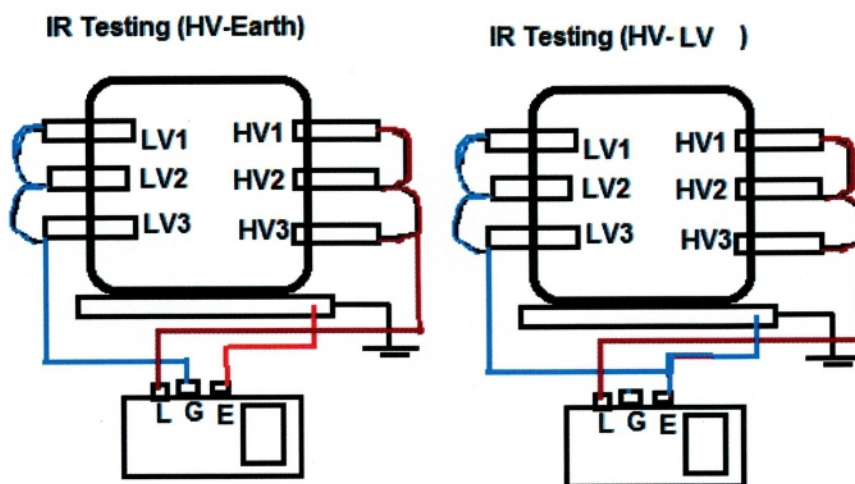 IR Testing (HV-Earth)
LV1 HV1
LV2 HV2
LV3 HV3
L G E
IR Testing (HV-LV )
LV1 HV1
LV2 HV2
LV3 HV3
L G E